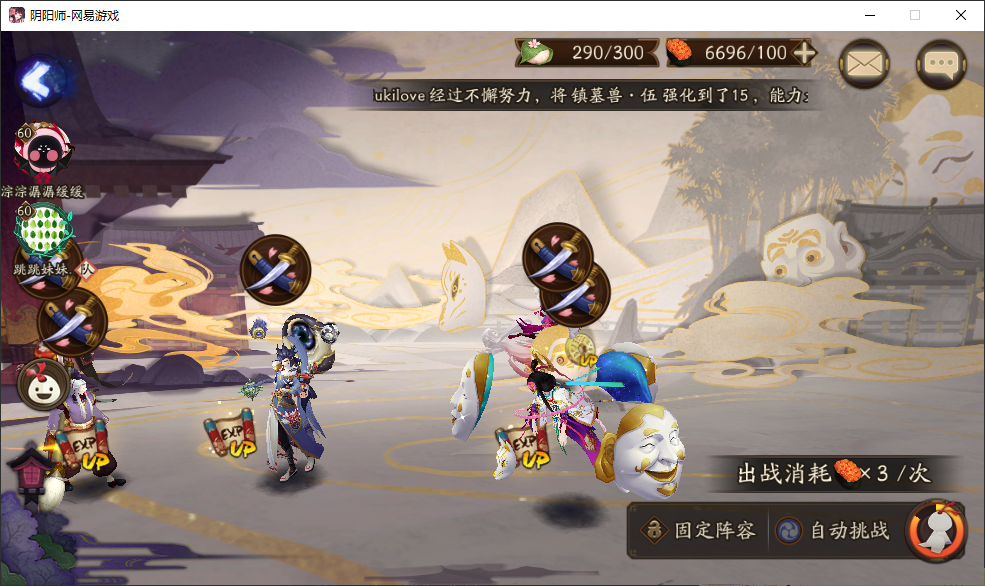 阴阳师-网易游戏
290/300
6696/100
ukilove 经过不懈努力，将 镇墓兽·伍 强化到了15，能力:
60
淙淙潺潺缓缓
60
跳跳妹妹.
队
EXP UP
EXP UP
EXP UP
UP
出战消耗 × 3 /次
固定阵容
自动挑战